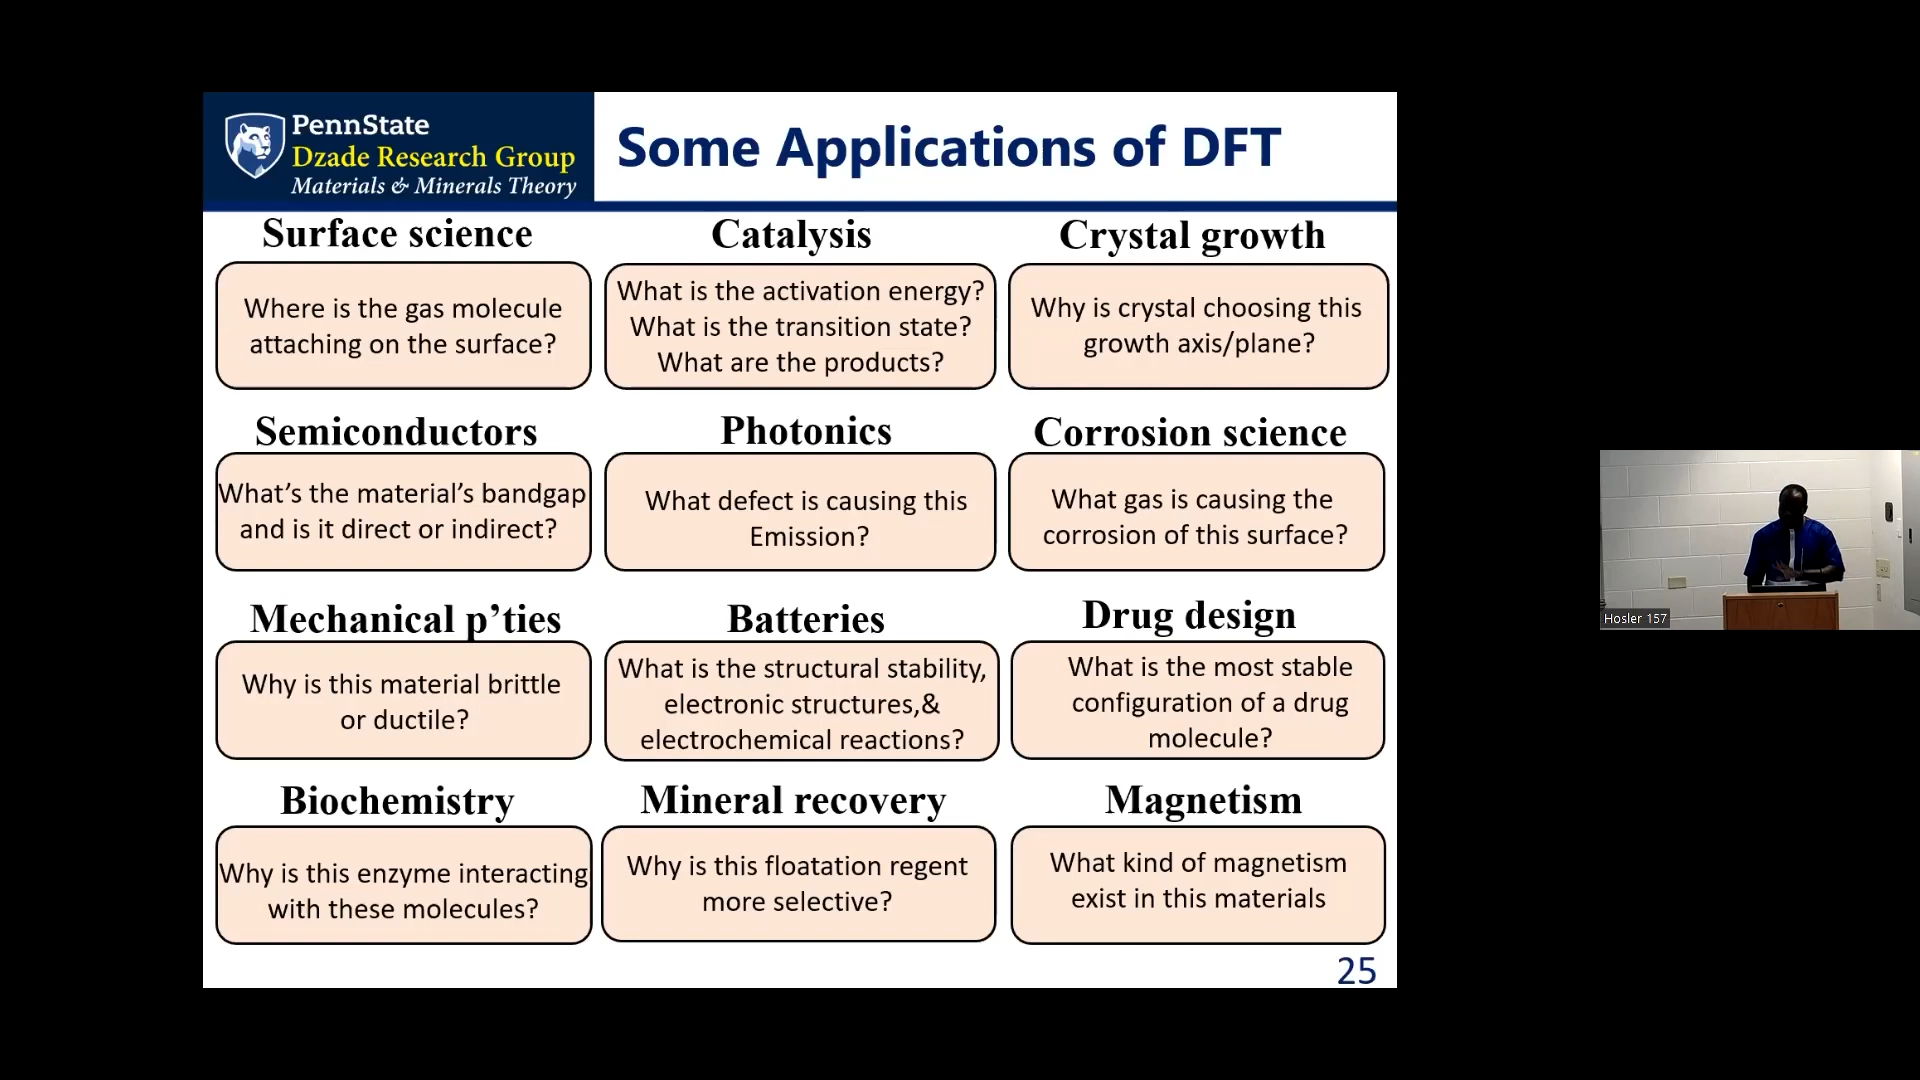 PennState
Dzade Research Group
Materials & Minerals Theory
Some Applications of DFT
Surface science
Where is the gas molecule
attaching on the surface?
Catalysis
What is the activation energy?
What is the transition state?
What are the products?
Crystal growth
Why is crystal choosing this
growth axis/plane?
Semiconductors
What's the material's bandgap
and is it direct or indirect?
Photonics
What defect is causing this
Emission?
Corrosion science
What gas is causing the
corrosion of this surface?
Mechanical p'ties
Why is this material brittle
or ductile?
Batteries
What is the structural stability,
electronic structures,&
electrochemical reactions?
Drug design
What is the most stable
configuration of a drug
molecule?
Biochemistry
Why is this enzyme interacting
with these molecules?
Mineral recovery
Why is this floatation regent
more selective?
Magnetism
What kind of magnetism
exist in this materials
25
Hosler 157